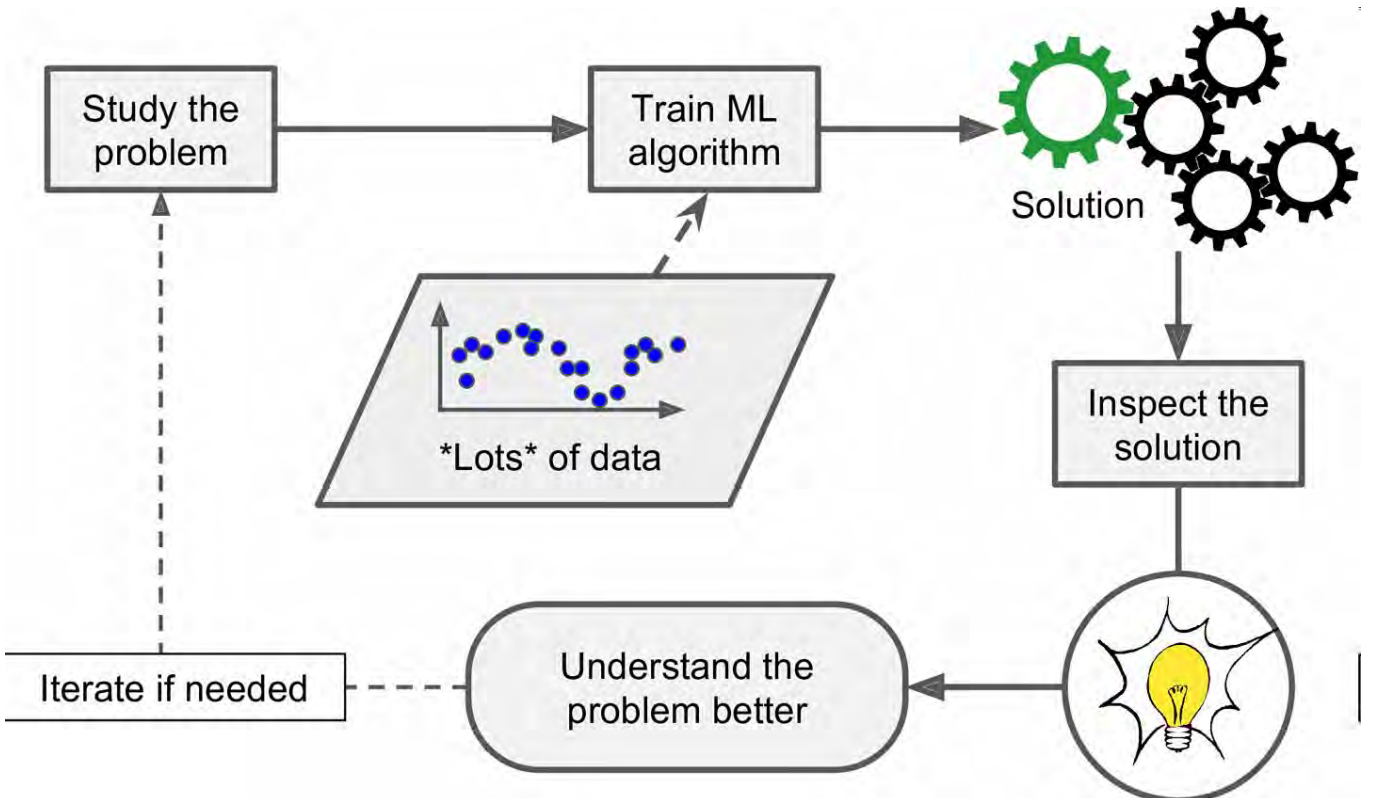 Study the
problem
Train ML
algorithm
Solution
*Lots* of data
Inspect the
solution
Understand the
problem better
Iterate if needed